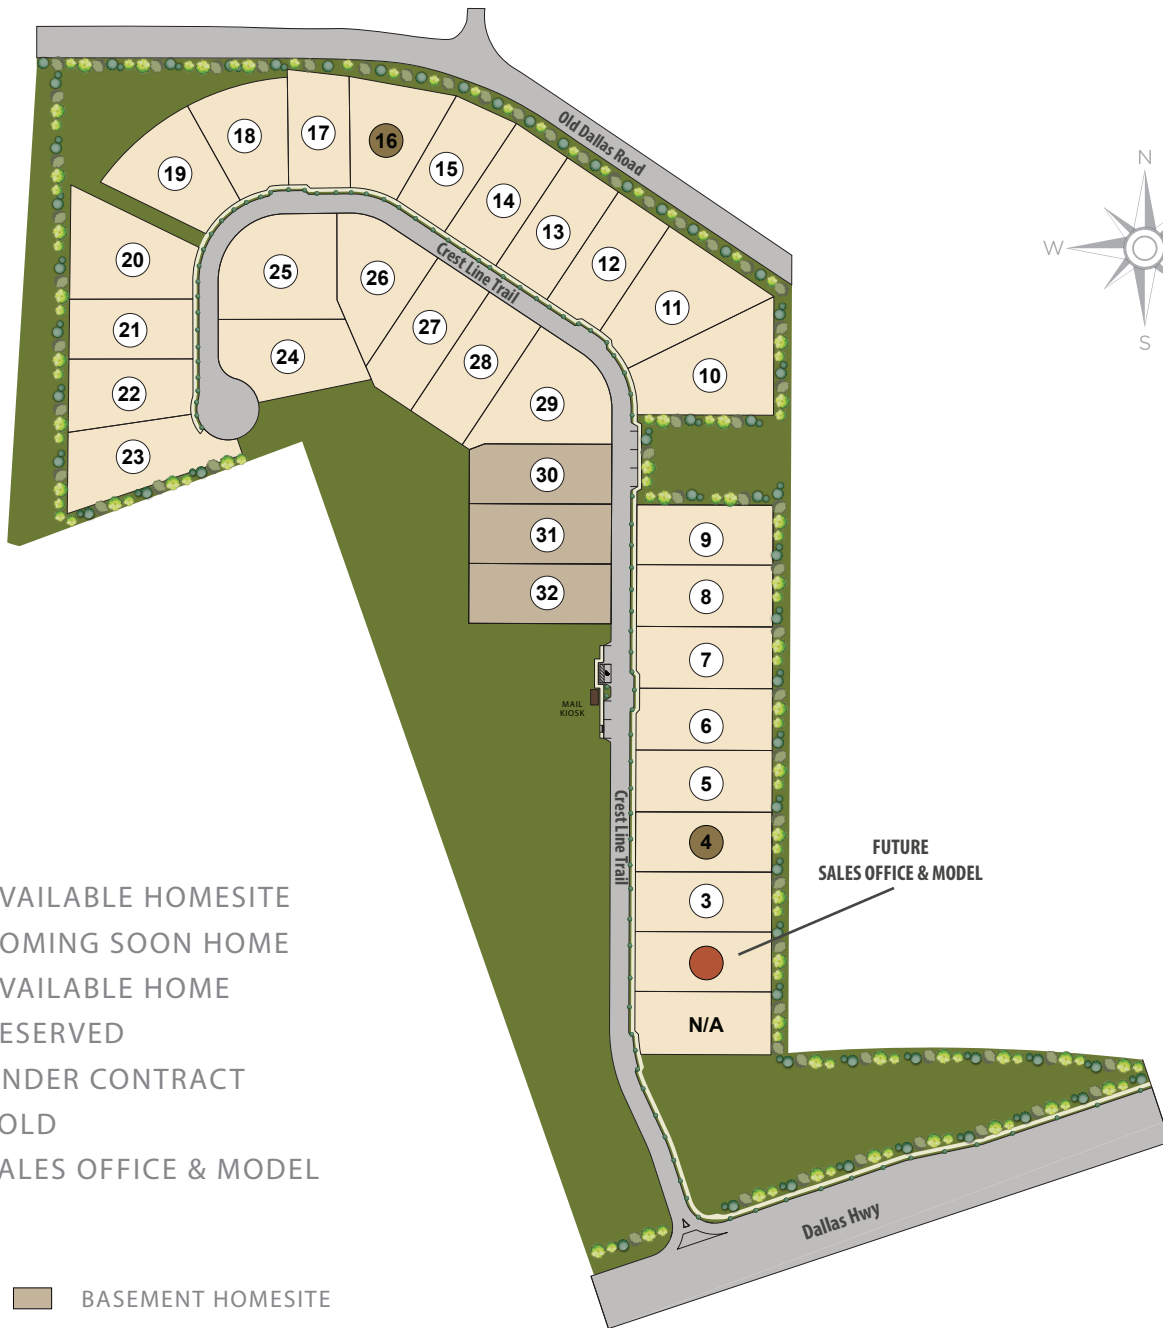 Old Dallas Road
N
W
S
17
16
18
15
19
14
13
12
20
25
26
11
21
27
24
28
10
22
29
23
30
31
9
32
8
7
MAIL
KIOSK
6
5
Crest Line Trail
Crest Line Trail
4
FUTURE
SALES OFFICE & MODEL
3
N/A
VAILABLE HOMESITE
OMING SOON HOME
VAILABLE HOME
ESERVED
NDER CONTRACT
OLD
ALES OFFICE & MODEL
Dallas Hwy
BASEMENT HOMESITE